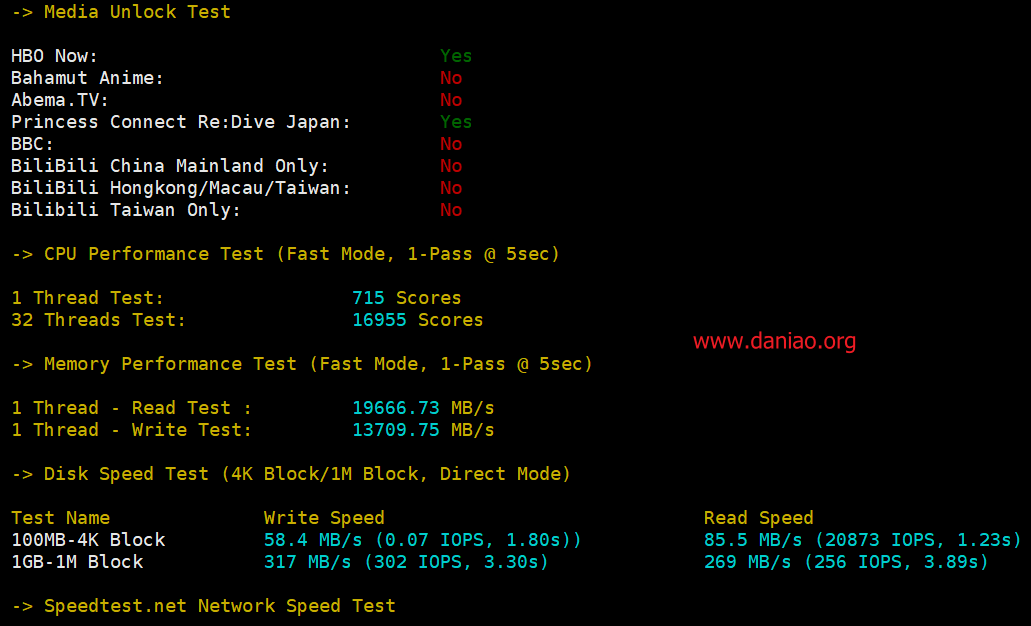 -> Media Unlock Test
HBO Now: Yes
Bahamut Anime: No
Abema.TV: No
Princess Connect Re:Dive Japan: Yes
BBC: No
BiliBili China Mainland Only: No
BiliBili Hongkong/Macau/Taiwan: No
Bilibili Taiwan Only: No
-> CPU Performance Test (Fast Mode, 1-Pass @ 5sec)
1 Thread Test: 715 Scores
32 Threads Test: 16955 Scores
www.daniao.org
-> Memory Performance Test (Fast Mode, 1-Pass @ 5sec)
1 Thread - Read Test : 19666.73 MB/s
1 Thread - Write Test: 13709.75 MB/s
-> Disk Speed Test (4K Block/1M Block, Direct Mode)
Test Name Write Speed Read Speed
100MB-4K Block 58.4 MB/s (0.07 IOPS, 1.80s)) 85.5 MB/s (20873 IOPS, 1.23s)
1GB-1M Block 317 MB/s (302 IOPS, 3.30s) 269 MB/s (256 IOPS, 3.89s)
-> Speedtest.net Network Speed Test